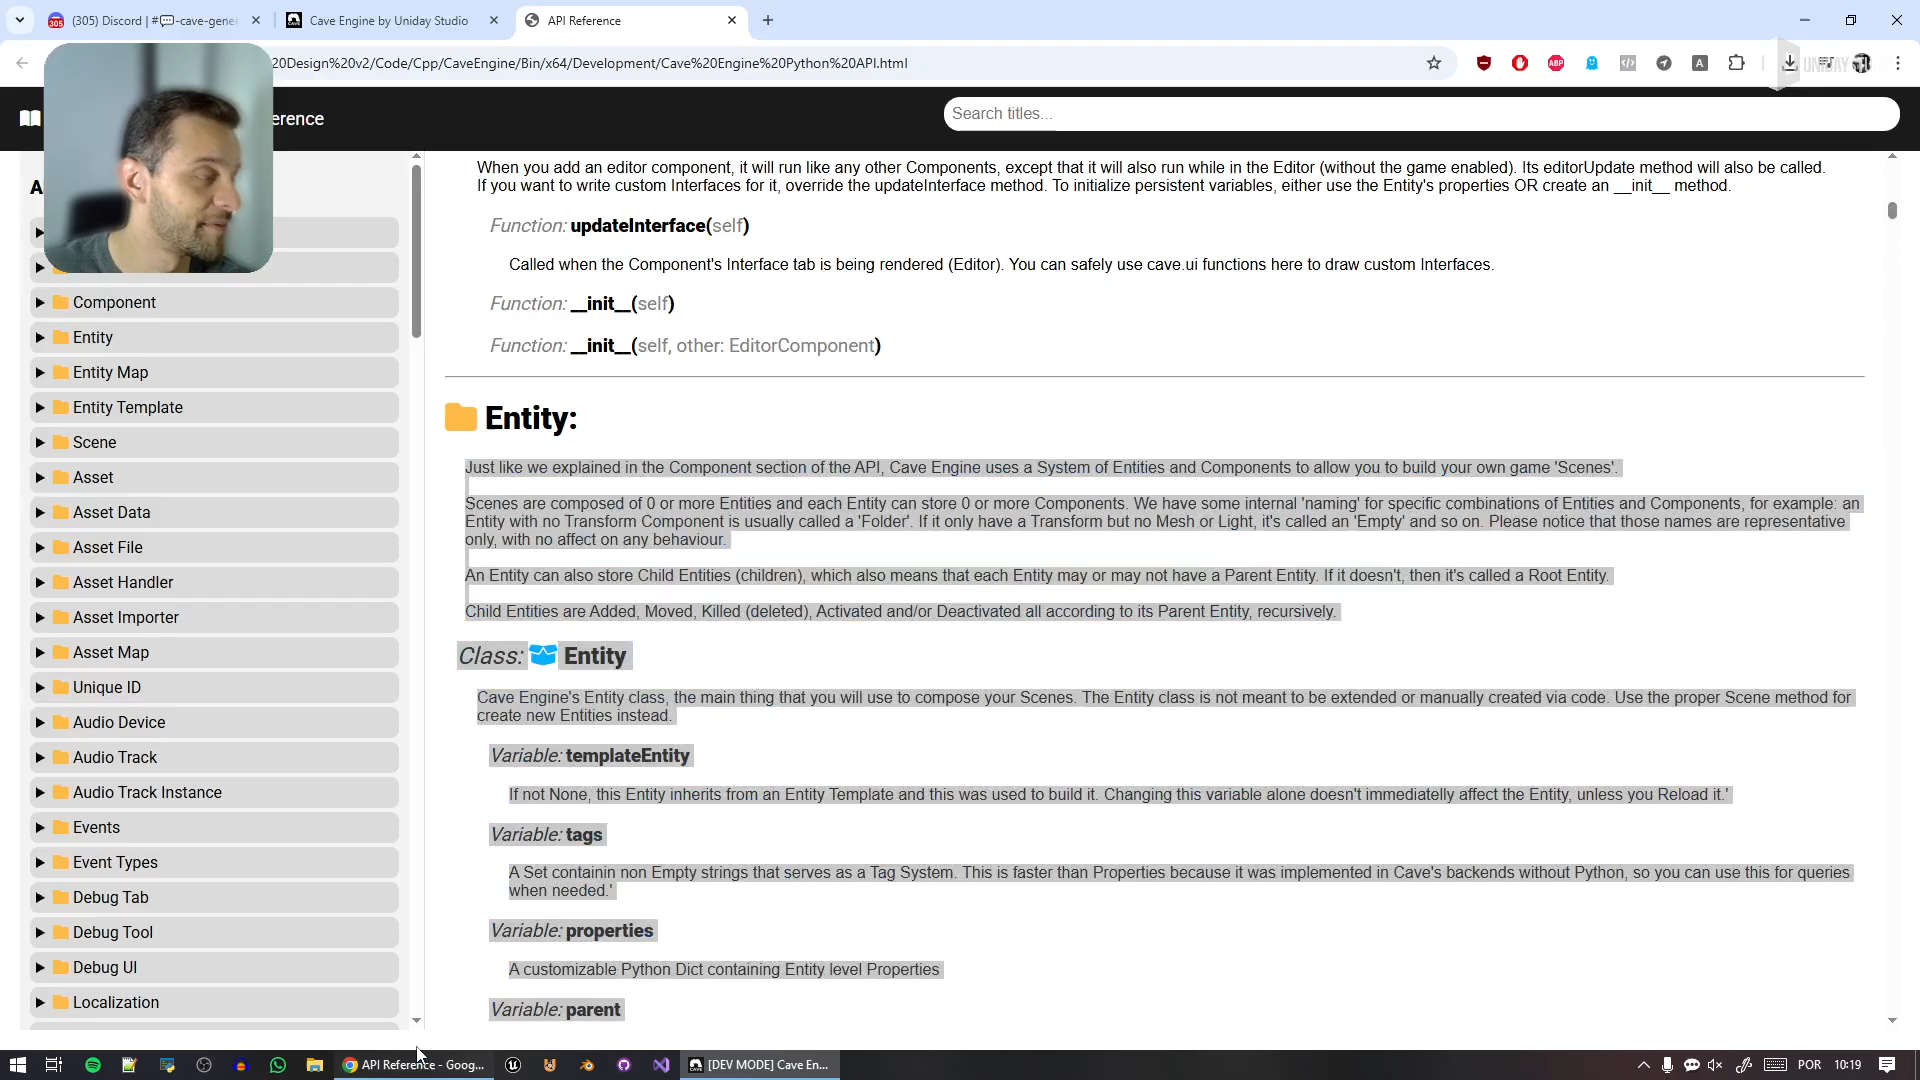 (305) Discord | #💬-cave-gene
Cave Engine by Uniday Studio
API Reference
20Design%20v2/Code/Cpp/CaveEngine/Bin/x64/Development/Cave%20Engine%20Python%20API.html
erence
Search titles...
Component
Entity
Entity Map
Entity Template
Scene
Asset
Asset Data
Asset File
Asset Handler
Asset Importer
Asset Map
Unique ID
Audio Device
Audio Track
Audio Track Instance
Events
Event Types
Debug Tab
Debug Tool
Debug UI
Localization
When you add an editor component, it will run like any other Components, except that it will also run while in the Editor (without the game enabled). Its editorUpdate method will also be called.
If you want to write custom Interfaces for it, override the updateInterface method. To initialize persistent variables, either use the Entity's properties OR create an __init__ method.
Function: updateInterface(self)
Called when the Component's Interface tab is being rendered (Editor). You can safely use cave.ui functions here to draw custom Interfaces.
Function: __init__(self)
Function: __init__(self, other: EditorComponent)
Entity:
Just like we explained in the Component section of the API, Cave Engine uses a System of Entities and Components to allow you to build your own game 'Scenes'.
Scenes are composed of 0 or more Entities and each Entity can store 0 or more Components. We have some internal 'naming' for specific combinations of Entities and Components, for example: an
Entity with no Transform Component is usually called a 'Folder'. If it only have a Transform but no Mesh or Light, it's called an 'Empty' and so on. Please notice that those names are representative
only, with no affect on any behaviour.
An Entity can also store Child Entities (children), which also means that each Entity may or may not have a Parent Entity. If it doesn't, then it's called a Root Entity.
Child Entities are Added, Moved, Killed (deleted), Activated and/or Deactivated all according to its Parent Entity, recursively.
Class: Entity
Cave Engine's Entity class, the main thing that you will use to compose your Scenes. The Entity class is not meant to be extended or manually created via code. Use the proper Scene method for
create new Entities instead.
Variable: templateEntity
If not None, this Entity inherits from an Entity Template and this was used to build it. Changing this variable alone doesn't immediatelly affect the Entity, unless you Reload it.'
Variable: tags
A Set containin non Empty strings that serves as a Tag System. This is faster than Properties because it was implemented in Cave's backends without Python, so you can use this for queries
when needed.'
Variable: properties
A customizable Python Dict containing Entity level Properties
Variable: parent
API Reference - Goog...
[DEV MODE] Cave En...
POR
10:19